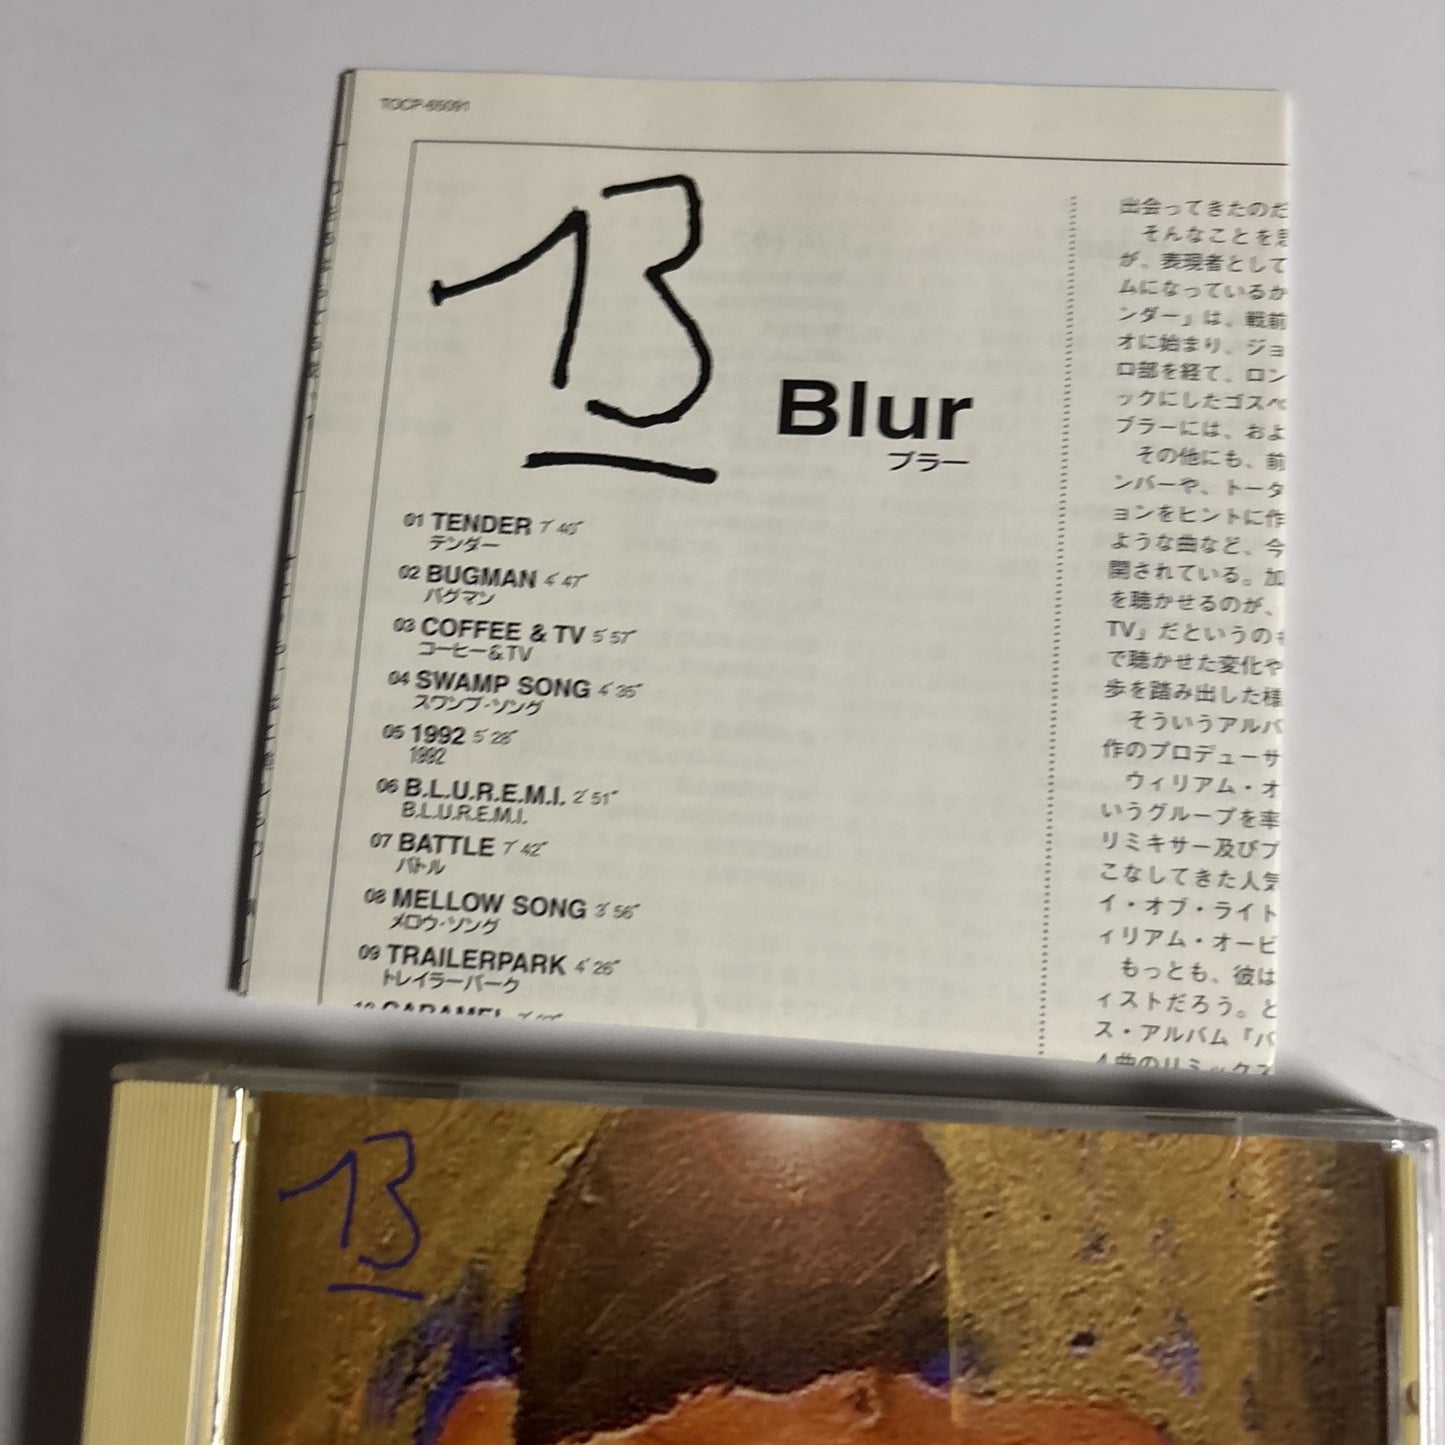 TOCP-65091
13
Blur
ブラー
01 TENDER 7'40"
テンダー
02 BUGMAN 4'47"
バグマン
03 COFFEE & TV 5'57"
コーヒー&TV
04 SWAMP SONG 4'35"
スワンプ・ソング
05 1992 5'28"
1992
06 B.L.U.R.E.M.I. 2'51"
B.L.U.R.E.M.I.
07 BATTLE 7'42"
バトル
08 MELLOW SONG 3'56"
メロウ・ソング
09 TRAILERPARK 4'26"
トレイラーパーク
10 CARAMEL
出会ってきたのだ
そんなことを思
が、表現者として
ムになっているか
ンダー」は、戦前
オに始まり、ジョ
ロ部を経て、ロン
ックにしたゴスペ
ブラーには、およ
その他にも、前
ンバーや、トータ
ョンをヒントに作
ような曲など、今
開されている。加
を聴かせるのが、
TV」だというの
で聴かせた変化や
歩を踏み出した様
そういうアルバ
作のプロデューサ
ウィリアム・オ
いうグループを率
リミキサー及びプ
こなしてきた人気
イ・オブ・ライト
ィリアム・オービ
もっとも、彼は
ィストだろう。と
ス・アルバム「バ
4曲のリミックス
13